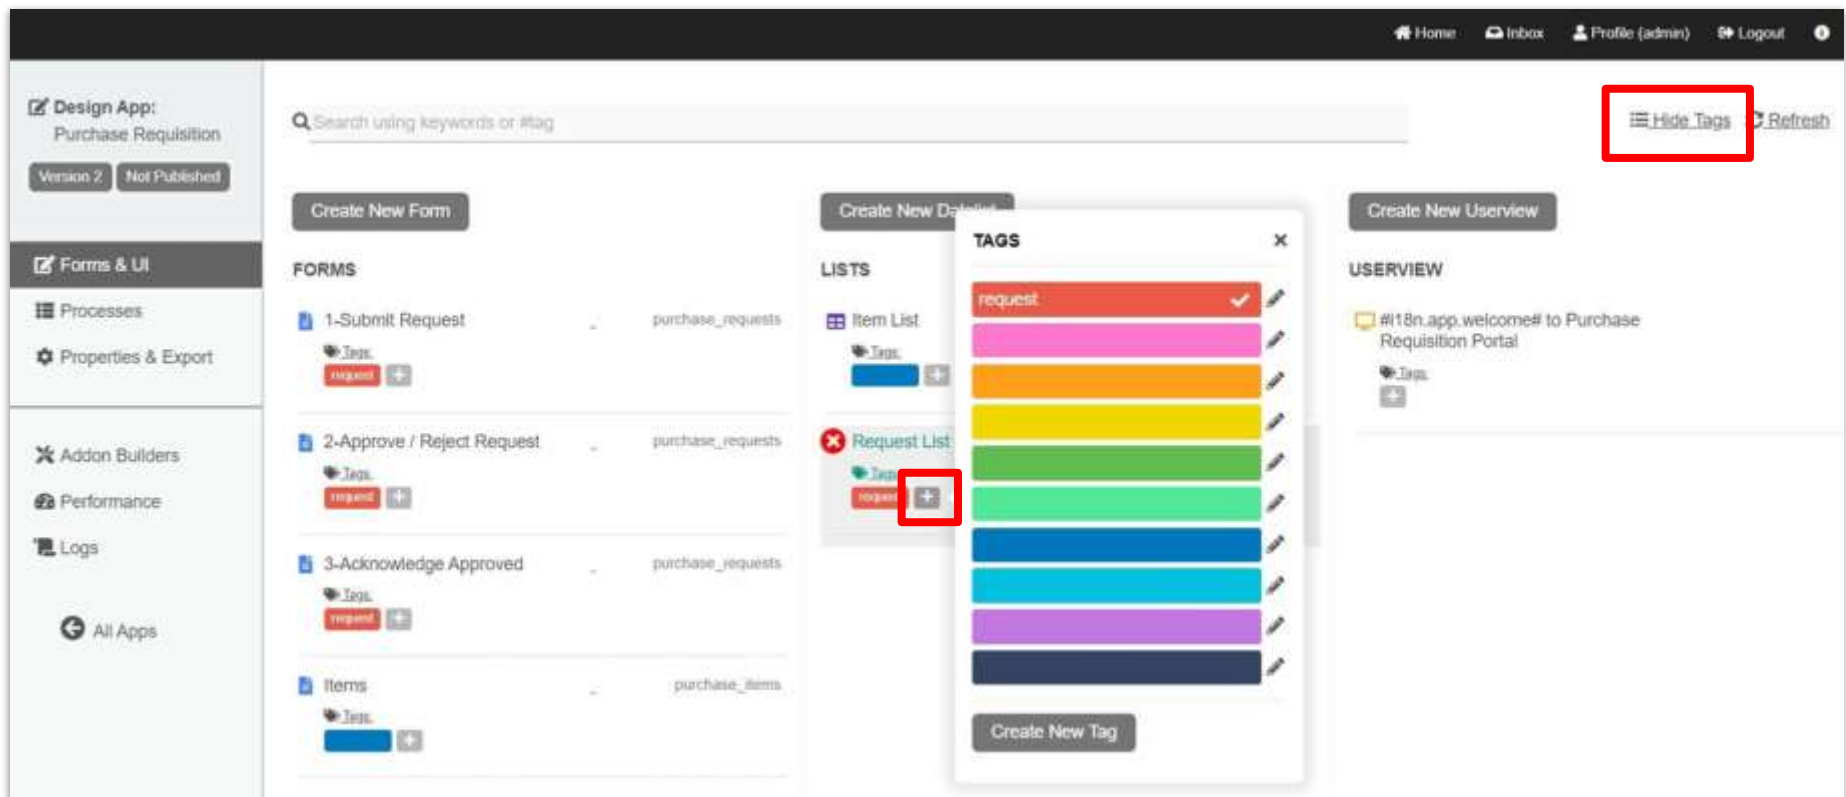 Home Inbox Profile (admin) Logout
Design App:
Purchase Requisition
Version 2 Not Published
Forms & UI
Processes
Properties & Export
Addon Builders
Performance
Logs
All Apps
Search using keywords or #tag
Hide Tags Refresh
Create New Form
FORMS
1-Submit Request purchase_requests
Tags:
request
2-Approve / Reject Request purchase_requests
Tags:
request
3-Acknowledge Approved purchase_requests
Tags:
request
Items purchase_items
Tags:
Create New
LISTS
Item List
Tags:
Request List
Tags
request
TAGS
request
Create New Tag
Create New Userview
USERVIEW
#i18n.app.welcome# to Purchase
Requisition Portal
Tags: